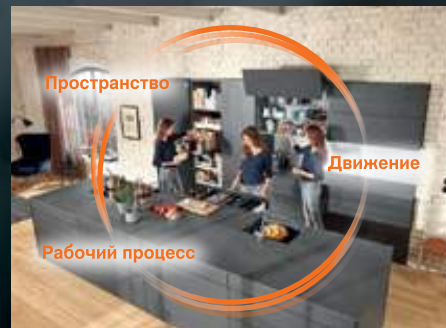 Пространство
Движение
Рабочий процесс